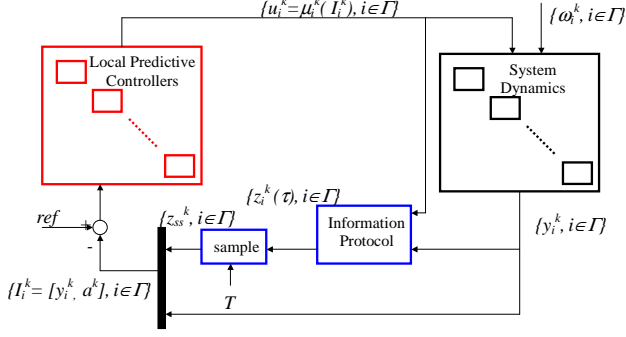 {u_i^k=μ_i^k( I_i^k), i∈Γ}
{ω_i^k, i∈Γ}
Local Predictive
Controllers
System
Dynamics
{z_i^k(τ), i∈Γ}
{z_ss^k, i∈Γ}
ref
+
-
Information
Protocol
{y_i^k, i∈Γ}
sample
{I_i^k= [y_i^k, a^k], i∈Γ}
T